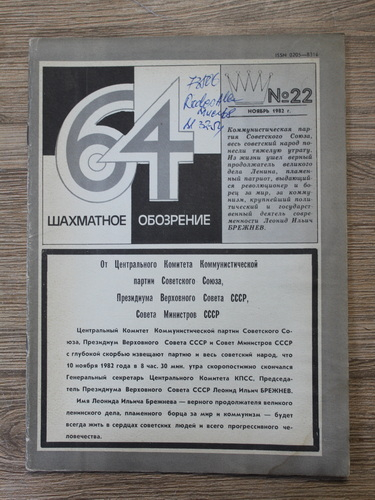 ISSN 0205—8316
№22
НОЯБРЬ 1982 г.
64
ШАХМАТНОЕ ОБОЗРЕНИЕ
Коммунистическая пар-
тия Советского Союза,
весь советский народ по-
несли тяжелую утрату.
Из жизни ушел верный
продолжатель великого
дела Ленина, пламен-
ный патриот, выдающий-
ся революционер и бо-
рец за мир, за комму-
низм, крупнейший поли-
тический и государст-
венный деятель совре-
менности Леонид Ильич
БРЕЖНЕВ.
От Центрального Комитета Коммунистической
партии Советского Союза,
Президиума Верховного Совета СССР,
Совета Министров СССР
Центральный Комитет Коммунистической партии Советского Со-
юза, Президиум Верховного Совета СССР и Совет Министров СССР
с глубокой скорбью извещают партию и весь советский народ, что
10 ноября 1982 года в 8 час. 30 мин. утра скоропостижно скончался
Генеральный секретарь Центрального Комитета КПСС, Председа-
тель Президиума Верховного Совета СССР Леонид Ильич БРЕЖНЕВ.
Имя Леонида Ильича Брежнева — верного продолжателя великого
ленинского дела, пламенного борца за мир и коммунизм — будет
всегда жить в сердцах советских людей и всего прогрессивного че-
ловечества.